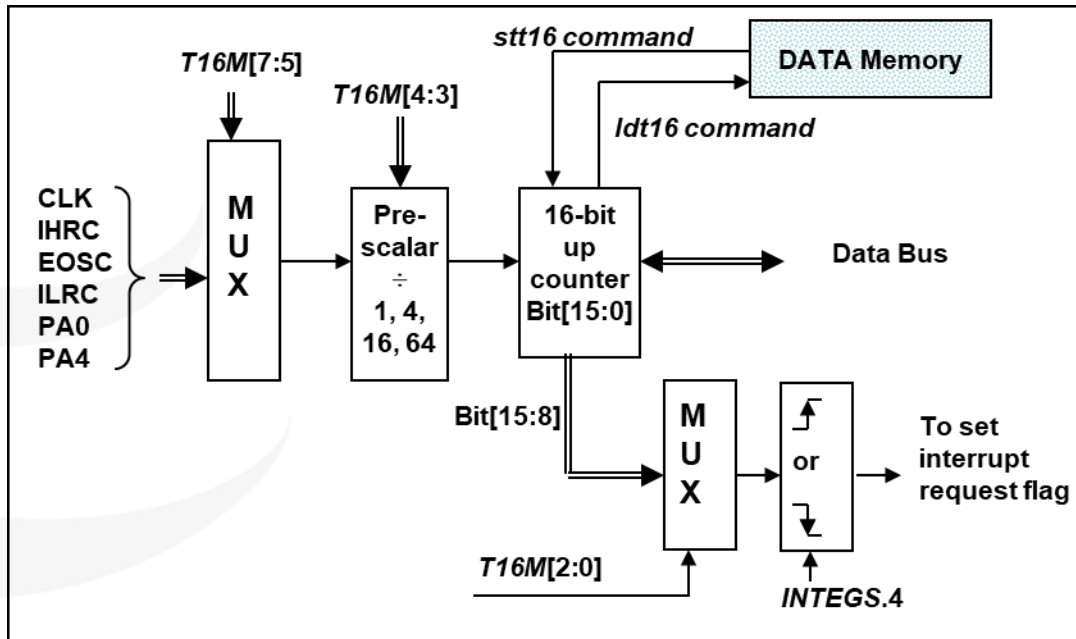 stt16 command
DATA Memory
T16M[7:5]
T16M[4:3]
ldt16 command
CLK
IHRC
EOSC
ILRC
PA0
PA4
M
U
X
Pre-
scalar
÷
1, 4,
16, 64
16-bit
up
counter
Bit[15:0]
Data Bus
Bit[15:8]
M
U
X
or
To set
interrupt
request flag
T16M[2:0]
INTEGS.4